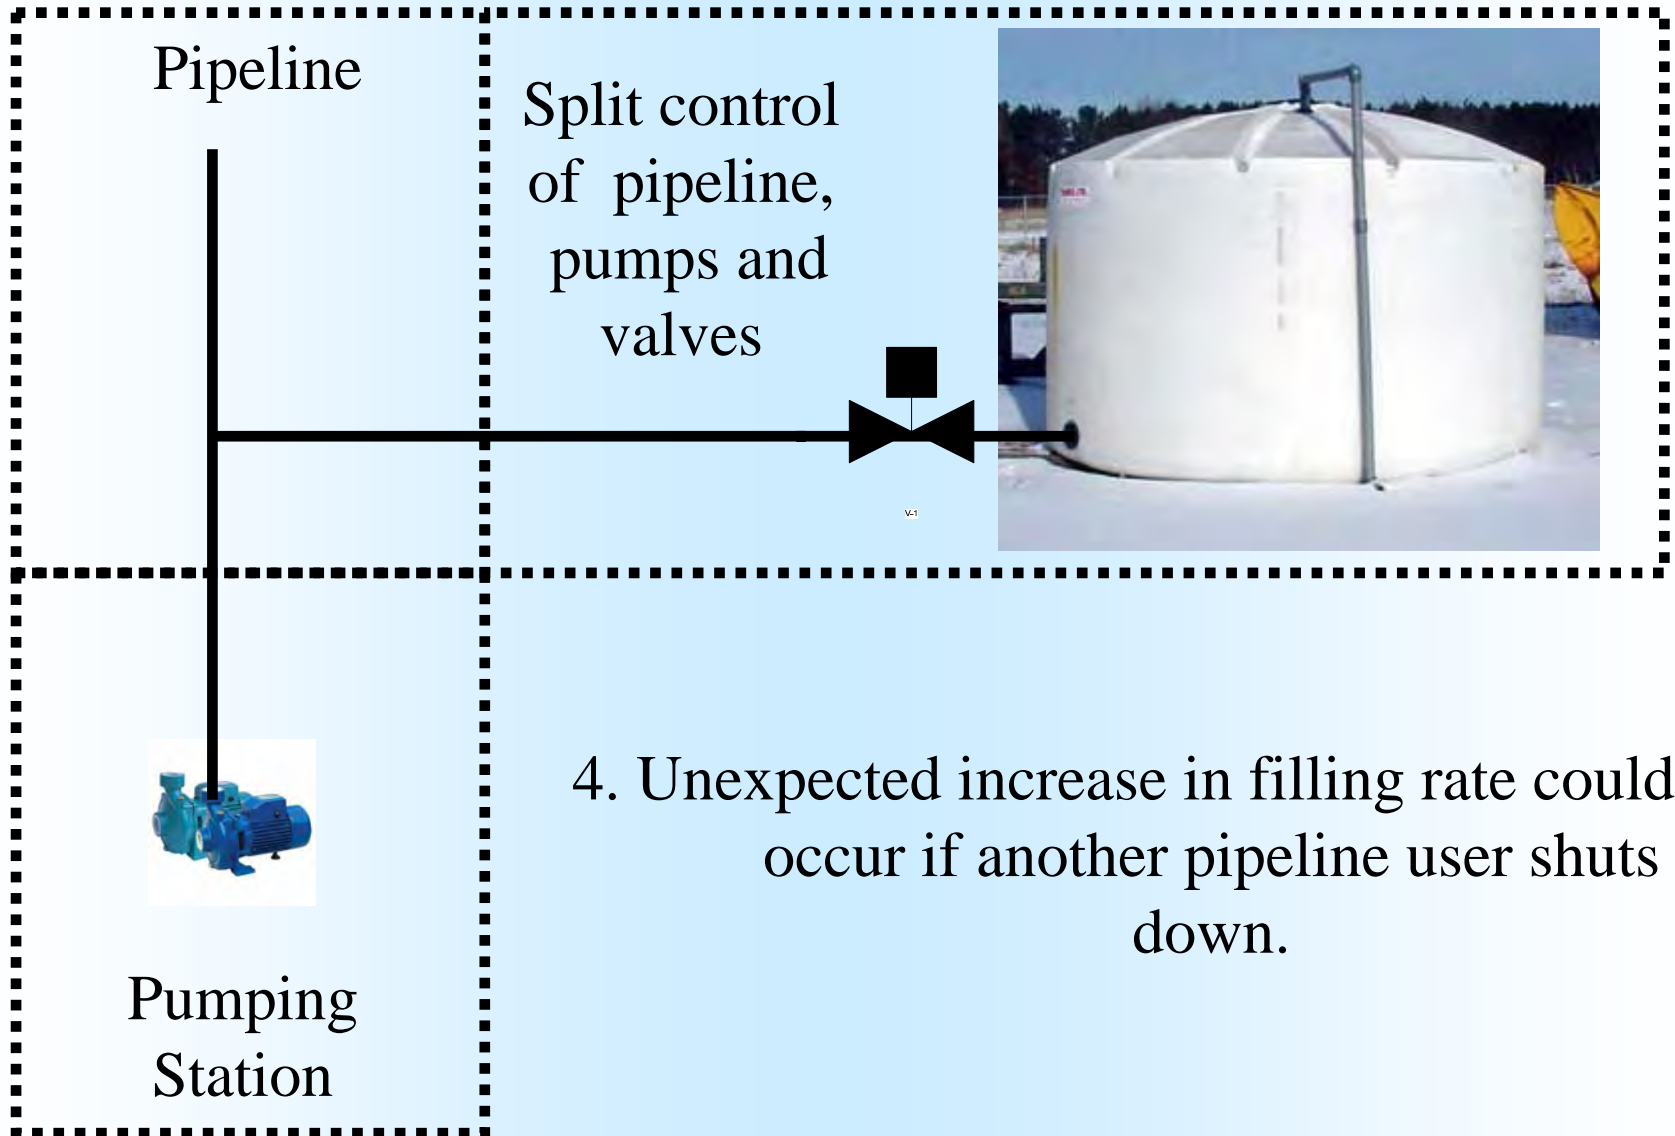 Pipeline
Split control
of pipeline,
pumps and
valves
V-1
4. Unexpected increase in filling rate could
occur if another pipeline user shuts
down.
Pumping
Station